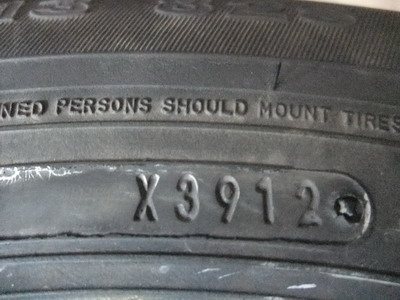 NED PERSONS SHOULD MOUNT TIRES
X3912